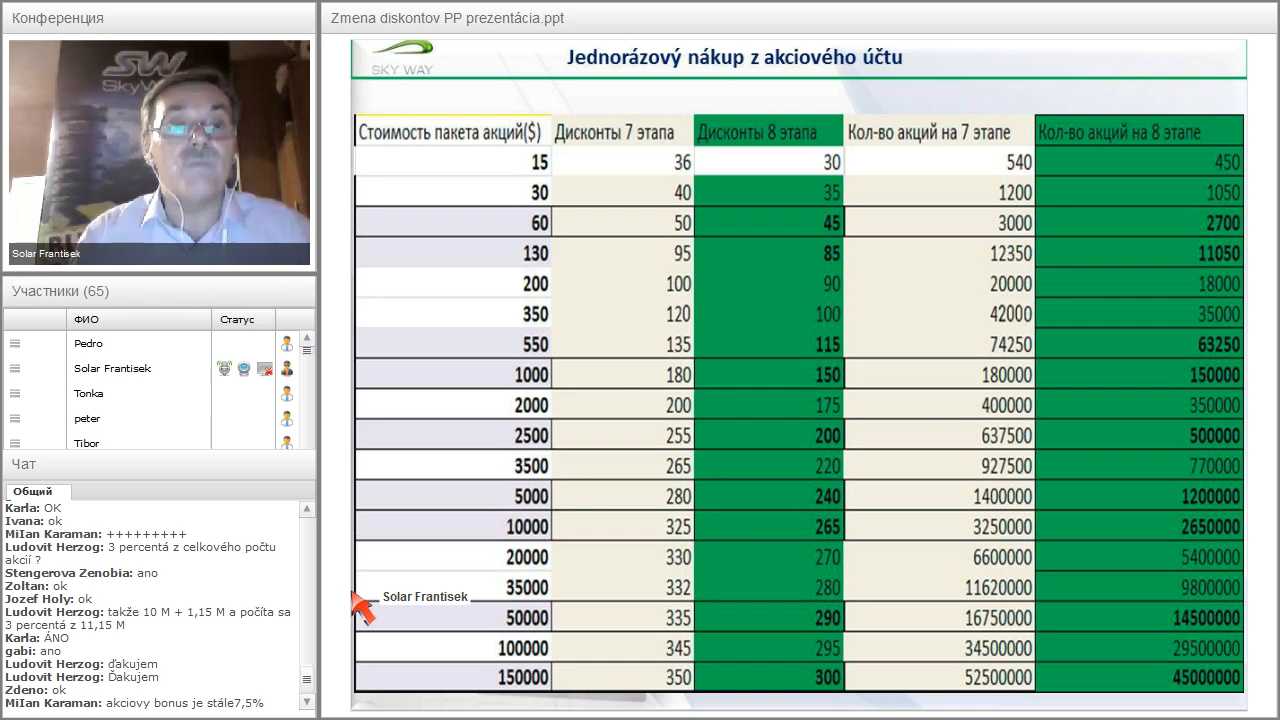 Конференция
SW
SkyW
Solar Frantisek
Участники (65)
ФИО Статус
Pedro
Solar Frantisek
Tonka
peter
Tibor
Чат
Общий
Karla: OK
Ivana: ok
Milan Karaman: +++++++++
Ludovit Herzog: 3 percentá z celkového počtu
akcií ?
Stengerova Zenobia: ano
Zoltan: ok
Jozef Holy: ok
Ludovit Herzog: takže 10 M + 1,15 M a počíta sa
3 percentá z 11,15 M
Karla: ÁNO
gabi: ano
Ludovit Herzog: ďakujem
Ludovit Herzog: Ďakujem
Zdeno: ok
Milan Karaman: akciovy bonus je stále7,5%
Zmena diskontov PP prezentácia.ppt
SKY WAY
Jednorázový nákup z akciového účtu
Стоимость пакета акций($) Дисконты 7 этапа Дисконты 8 этапа Кол-во акций на 7 этапе Кол-во акций на 8 этапе
15 36 30 540 450
30 40 35 1200 1050
60 50 45 3000 2700
130 95 85 12350 11050
200 100 90 20000 18000
350 120 100 42000 35000
550 135 115 74250 63250
1000 180 150 180000 150000
2000 200 175 400000 350000
2500 255 200 637500 500000
3500 265 220 927500 770000
5000 280 240 1400000 1200000
10000 325 265 3250000 2650000
20000 330 270 6600000 5400000
35000 332 280 11620000 9800000
Solar Frantisek
50000 335 290 16750000 14500000
100000 345 295 34500000 29500000
150000 350 300 52500000 45000000